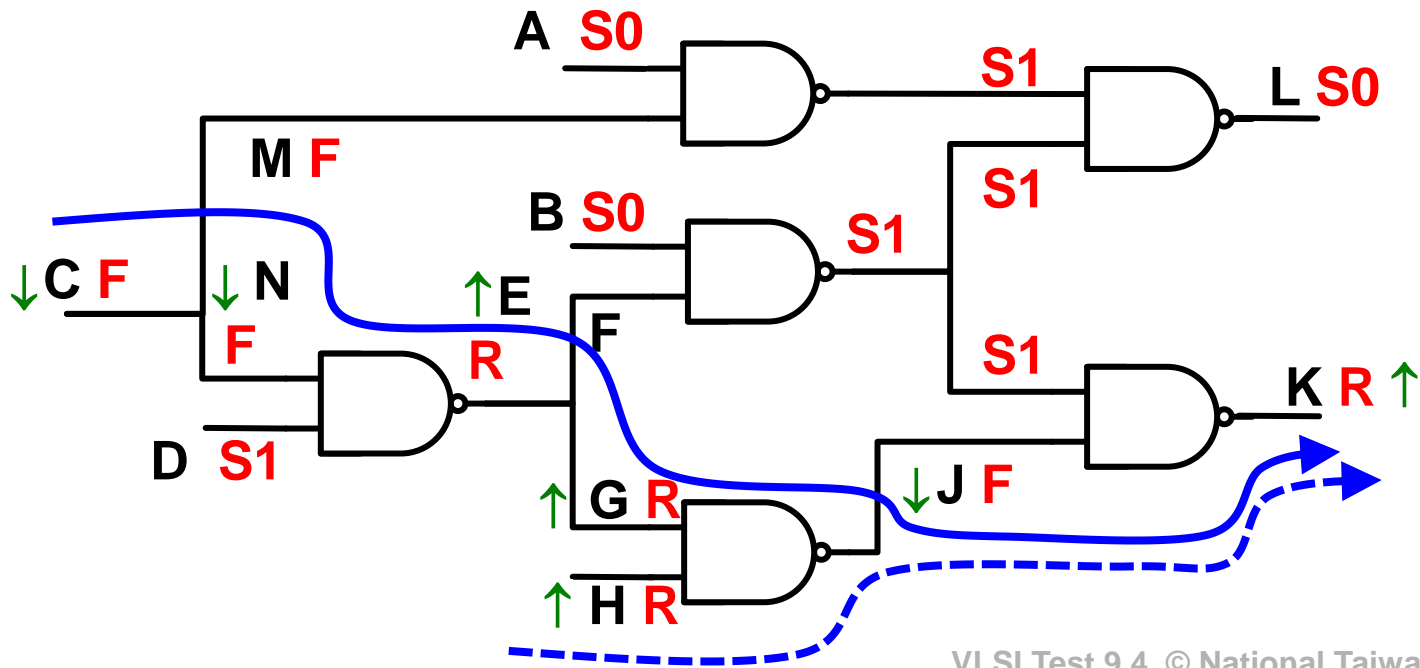 A S0
S1
L S0
M F
S1
B S0
S1
↓ C F
↓ N
↑ E
F
F
R
S1
K R ↑
D S1
↑ G R
↓ J F
↑ H R
VLSI Test 9.4 © National Taiwa